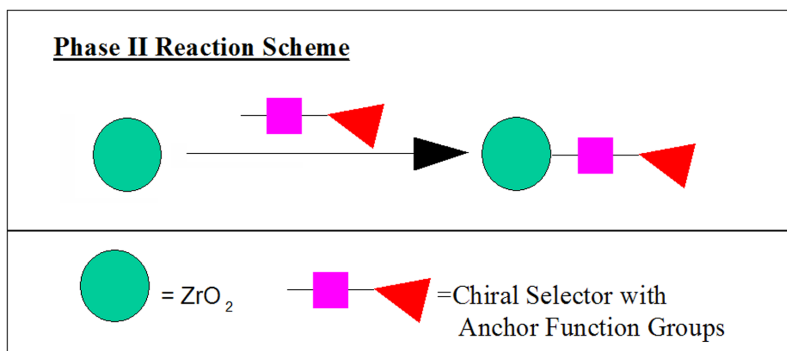 Phase II Reaction Scheme
= ZrO₂
=Chiral Selector with
Anchor Function Groups